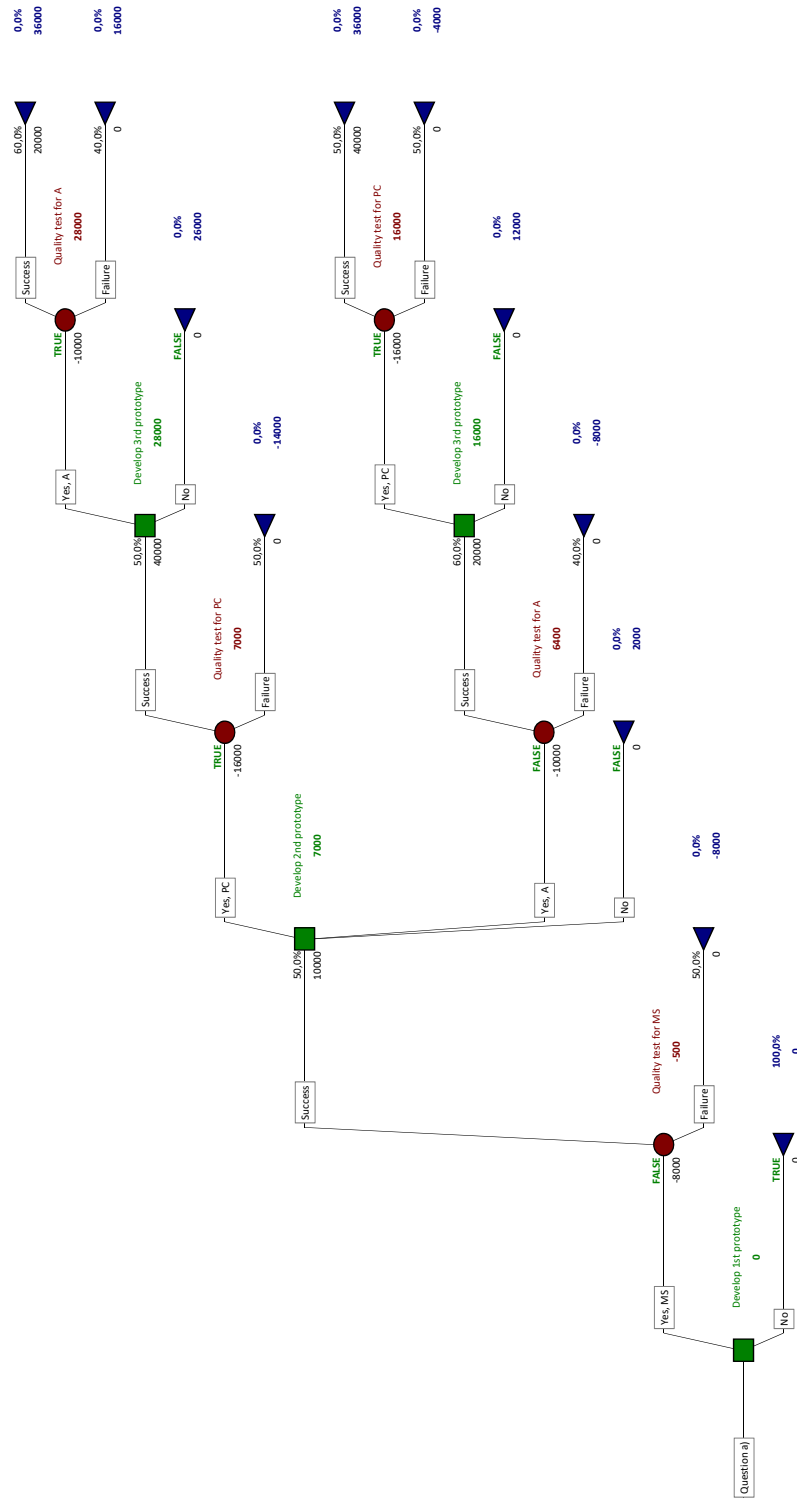 60,0% 0,0%
Success
20000 36000
TRUE Quality test for A
Yes, A
-10000 28000
40,0% 0,0%
Failure
0 16000
50,0% Develop 3rd prototype
Success
40000 28000
FALSE 0,0%
No
0 26000
TRUE Quality test for PC
Yes, PC
-16000 7000
50,0% 0,0%
Failure
0 -14000
50,0% Develop 2nd prototype
Success
10000 7000
50,0% 0,0%
Success
40000 36000
TRUE Quality test for PC
Yes, PC
-16000 16000
50,0% 0,0%
Failure
0 -4000
60,0% Develop 3rd prototype
Success
20000 16000
FALSE 0,0%
No
0 12000
FALSE Quality test for A
Yes, A
-10000 6400
40,0% 0,0%
Failure
0 -8000
FALSE 0,0%
No
0 2000
FALSE Quality test for MS
Yes, MS
-8000 -500
50,0% 0,0%
Failure
0 -8000
Develop 1st prototype
Question a)
0
TRUE 100,0%
No
0 0